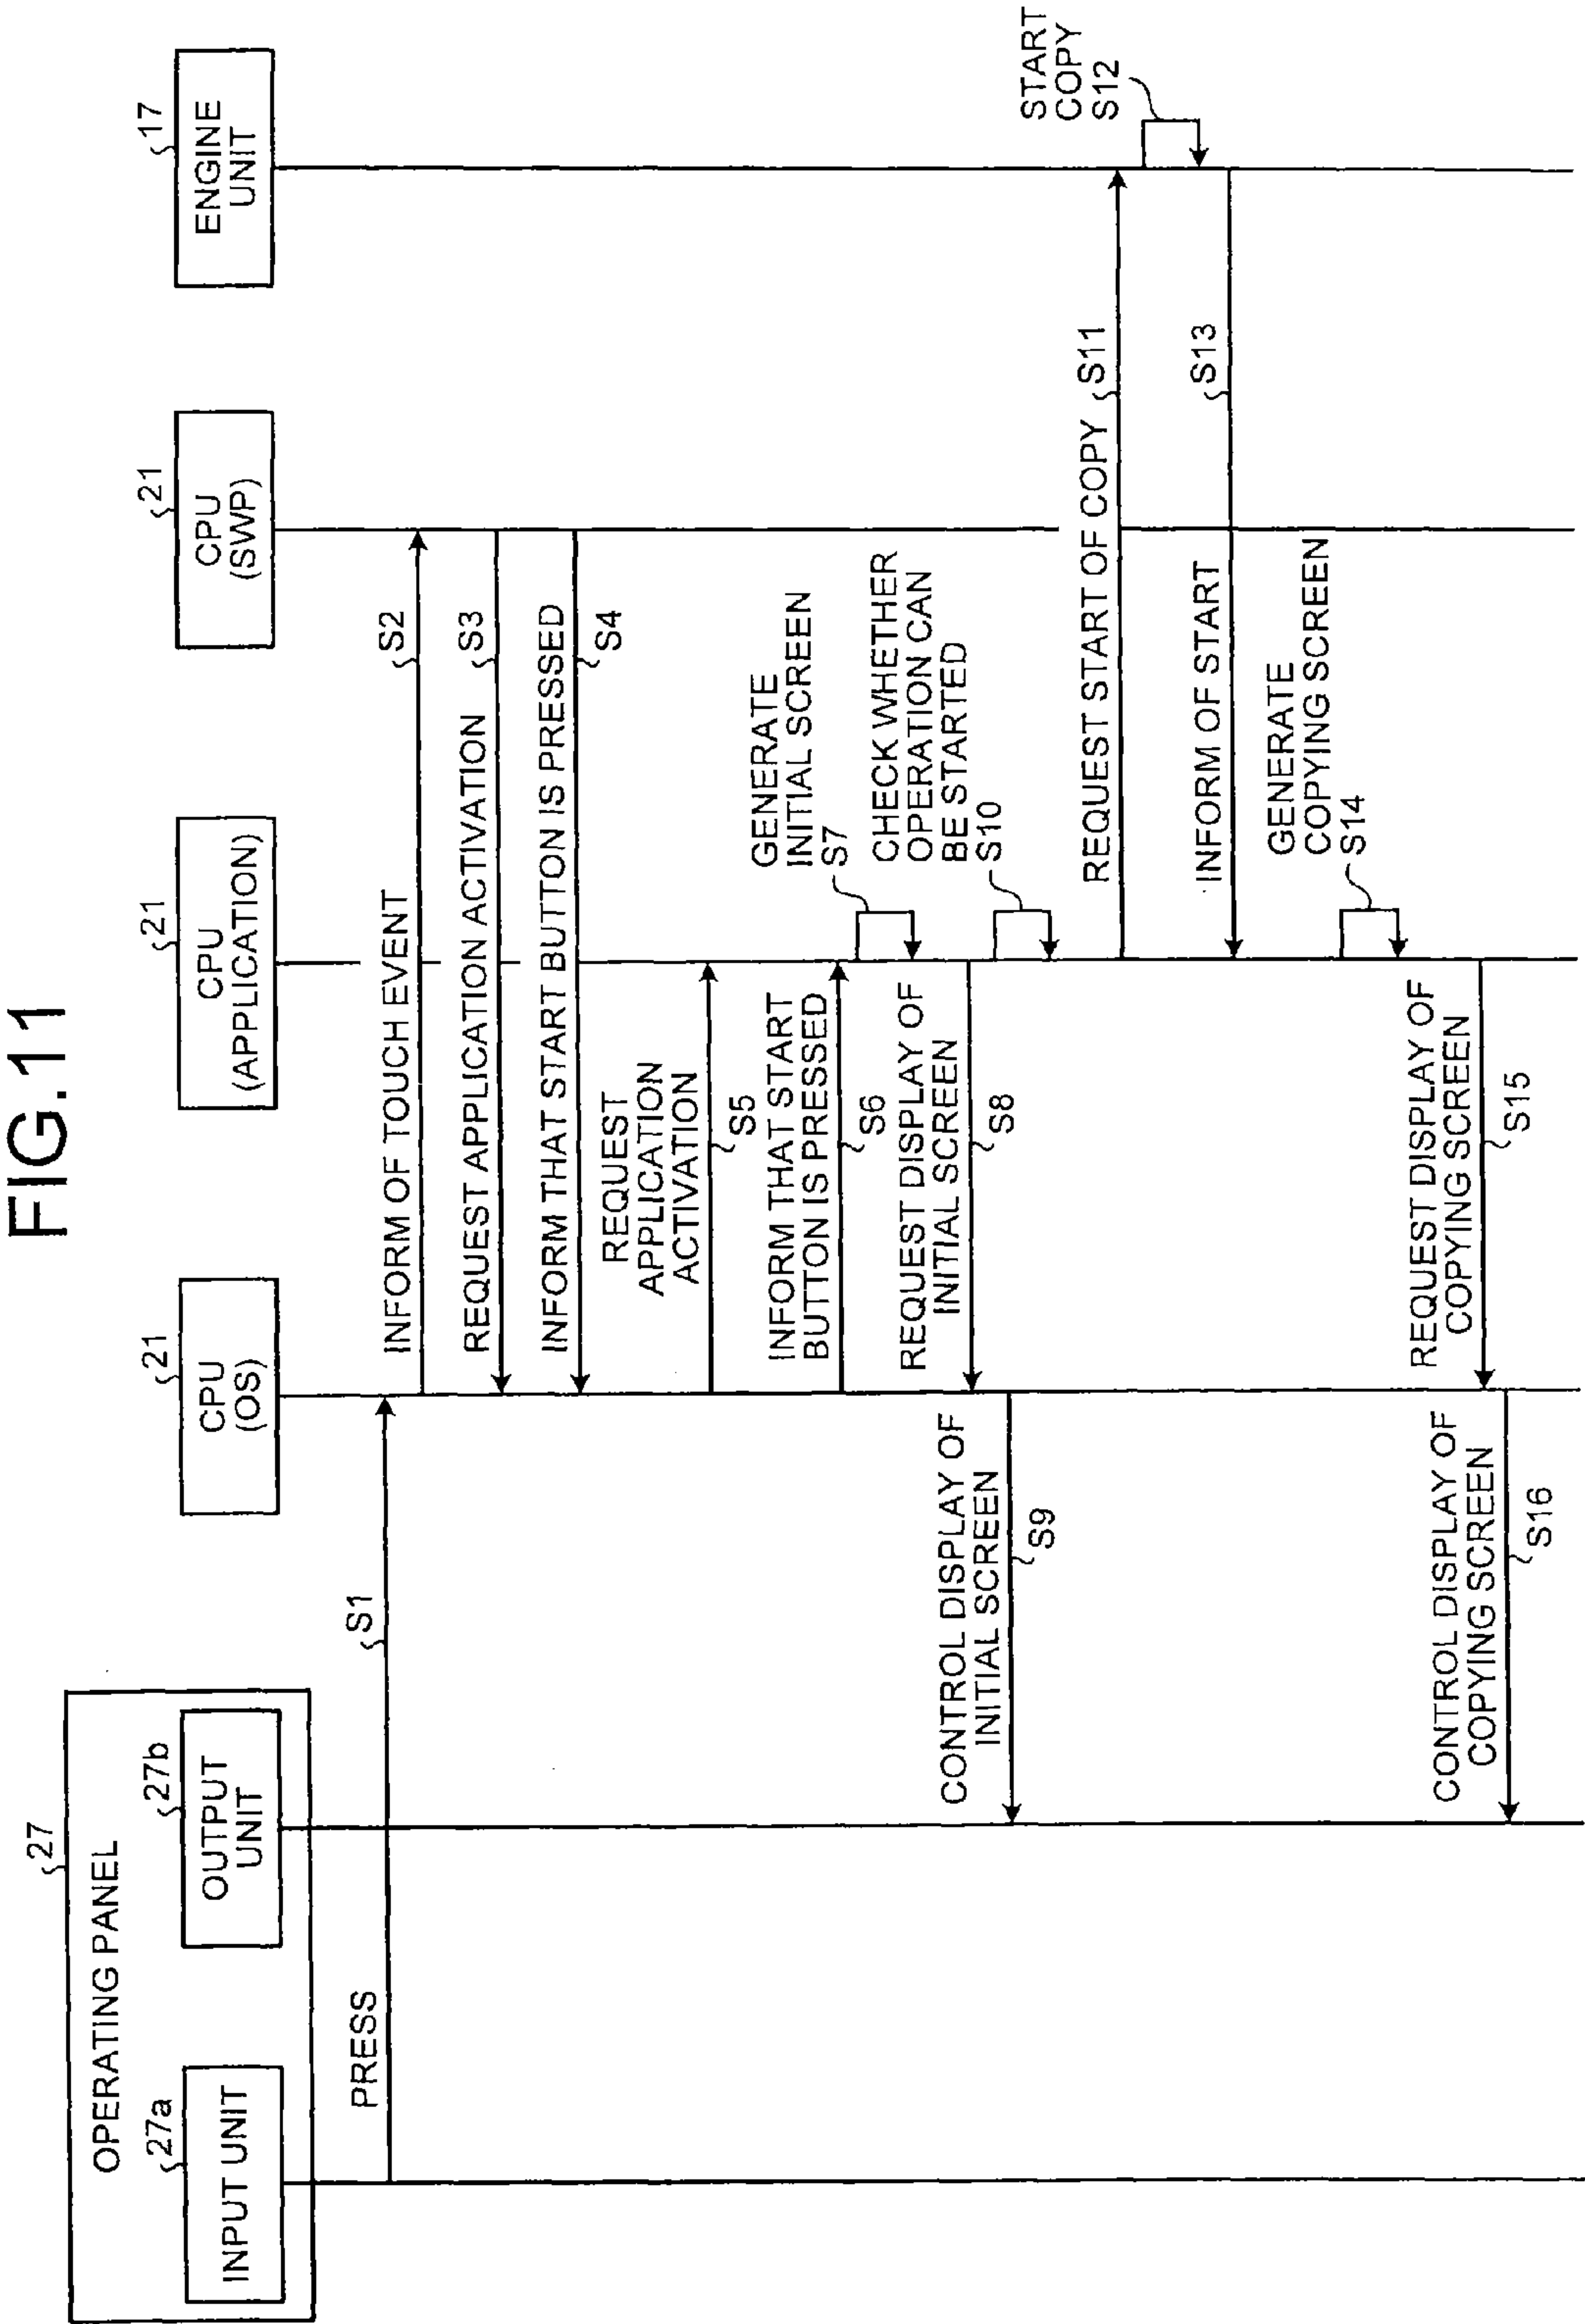 FIG.11
27
OPERATING PANEL
27a
INPUT UNIT
27b
OUTPUT
UNIT
21
CPU
(OS)
21
CPU
(APPLICATION)
21
CPU
(SWP)
17
ENGINE
UNIT
PRESS
S1
INFORM OF TOUCH EVENT
S2
REQUEST APPLICATION ACTIVATION
S3
INFORM THAT START BUTTON IS PRESSED
S4
REQUEST
APPLICATION
ACTIVATION
S5
INFORM THAT START
BUTTON IS PRESSED
S6
GENERATE
INITIAL SCREEN
S7
REQUEST DISPLAY OF
INITIAL SCREEN
S8
CONTROL DISPLAY OF
INITIAL SCREEN
S9
CHECK WHETHER
OPERATION CAN
BE STARTED
S10
REQUEST START OF COPY
S11
START
COPY
S12
INFORM OF START
S13
GENERATE
COPYING SCREEN
S14
REQUEST DISPLAY OF
COPYING SCREEN
S15
CONTROL DISPLAY OF
COPYING SCREEN
S16